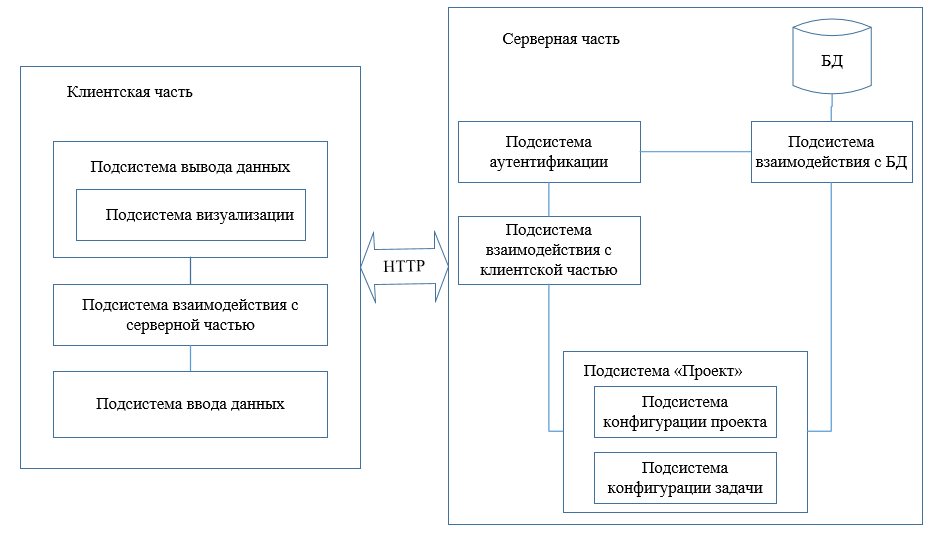 Клиентская часть
Подсистема вывода данных
Подсистема визуализации
Подсистема взаимодействия с
серверной частью
Подсистема ввода данных
HTTP
Серверная часть
БД
Подсистема
аутентификации
Подсистема
взаимодействия с БД
Подсистема
взаимодействия с
клиентской частью
Подсистема «Проект»
Подсистема
конфигурации проекта
Подсистема
конфигурации задачи